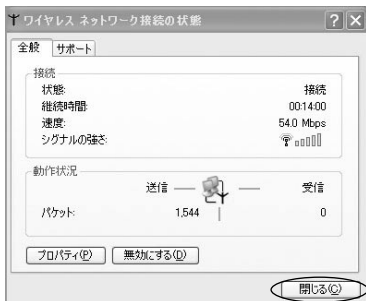 ワイヤレス ネットワーク接続の状態
全般 サポート
接続
状態: 接続
継続時間: 00:14:00
速度: 54.0 Mbps
シグナルの強さ:
動作状況
送信 受信
パケット: 1,544 0
プロパティ(P) 無効にする(D)
閉じる(C)